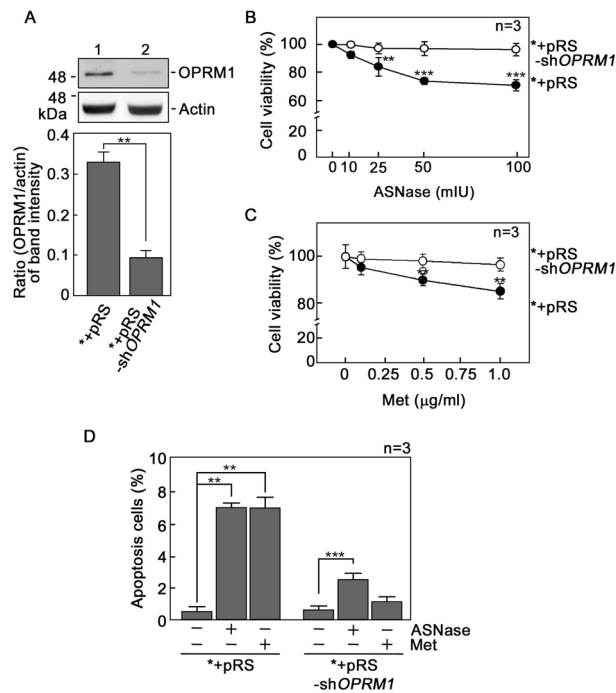 A
1 2
48 - OPRM1
48 - Actin
kDa
Ratio (OPRM1/actin)
of band intensity
0.4
0.3
0.2
0.1
0
**
*+pRS
*+pRS
-shOPRM1
B
n=3
Cell viability (%)
100
80
60
20
0
**
***
***
*+pRS
-shOPRM1
*+pRS
0 10 25 50 100
ASNase (mIU)
C
n=3
Cell viability (%)
100
80
20
0
**
**
*+pRS
-shOPRM1
*+pRS
0 0.25 0.5 0.75 1.0
Met (μg/ml)
D
n=3
Apoptosis cells (%)
10
8
6
4
2
0
**
**
***
− + − − + − ASNase
− − + − − + Met
*+pRS *+pRS
-shOPRM1